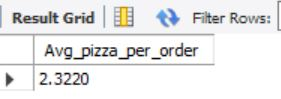 Result Grid Filter Rows:
Avg_pizza_per_order
2.3220